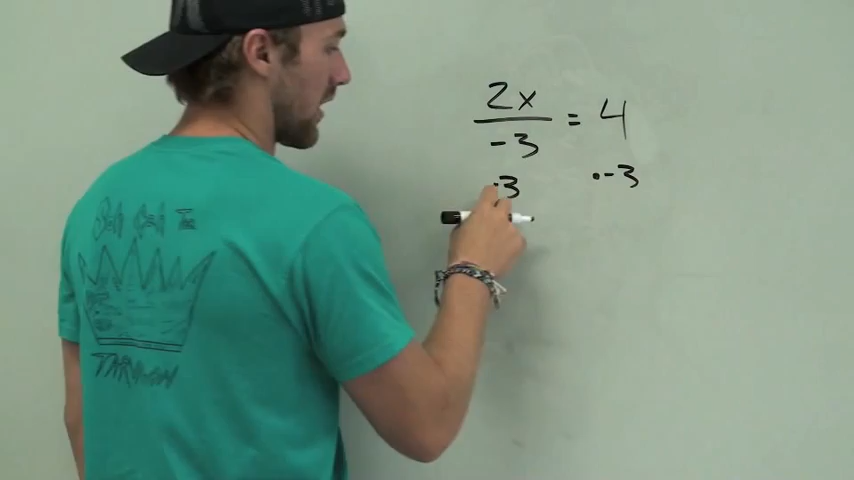 2x
-3
= 4
·3 ·-3